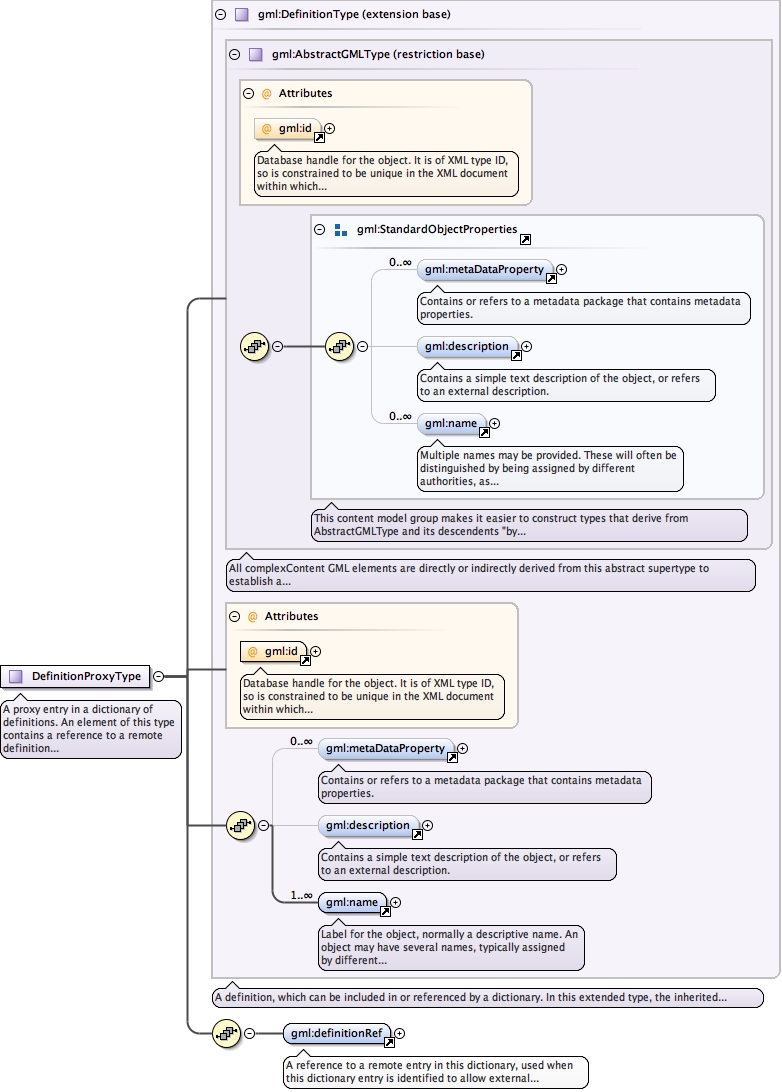 gml:DefinitionType (extension base)
gml:AbstractGMLType (restriction base)
@ Attributes
@ gml:id
Database handle for the object. It is of XML type ID,
so is constrained to be unique in the XML document
within which...
gml:StandardObjectProperties
0..∞
gml:metaDataProperty
Contains or refers to a metadata package that contains metadata
properties.
gml:description
Contains a simple text description of the object, or refers
to an external description.
0..∞
gml:name
Multiple names may be provided. These will often be
distinguished by being assigned by different
authorities, as...
This content model group makes it easier to construct types that derive from
AbstractGMLType and its descendents "by...
All complexContent GML elements are directly or indirectly derived from this abstract supertype to
establish a...
@ Attributes
@ gml:id
Database handle for the object. It is of XML type ID,
so is constrained to be unique in the XML document
within which...
DefinitionProxyType
A proxy entry in a dictionary of
definitions. An element of this type
contains a reference to a remote
definition...
0..∞
gml:metaDataProperty
Contains or refers to a metadata package that contains metadata
properties.
gml:description
Contains a simple text description of the object, or refers
to an external description.
1..∞
gml:name
Label for the object, normally a descriptive name. An
object may have several names, typically assigned
by different...
A definition, which can be included in or referenced by a dictionary. In this extended type, the inherited...
gml:definitionRef
A reference to a remote entry in this dictionary, used when
this dictionary entry is identified to allow external...